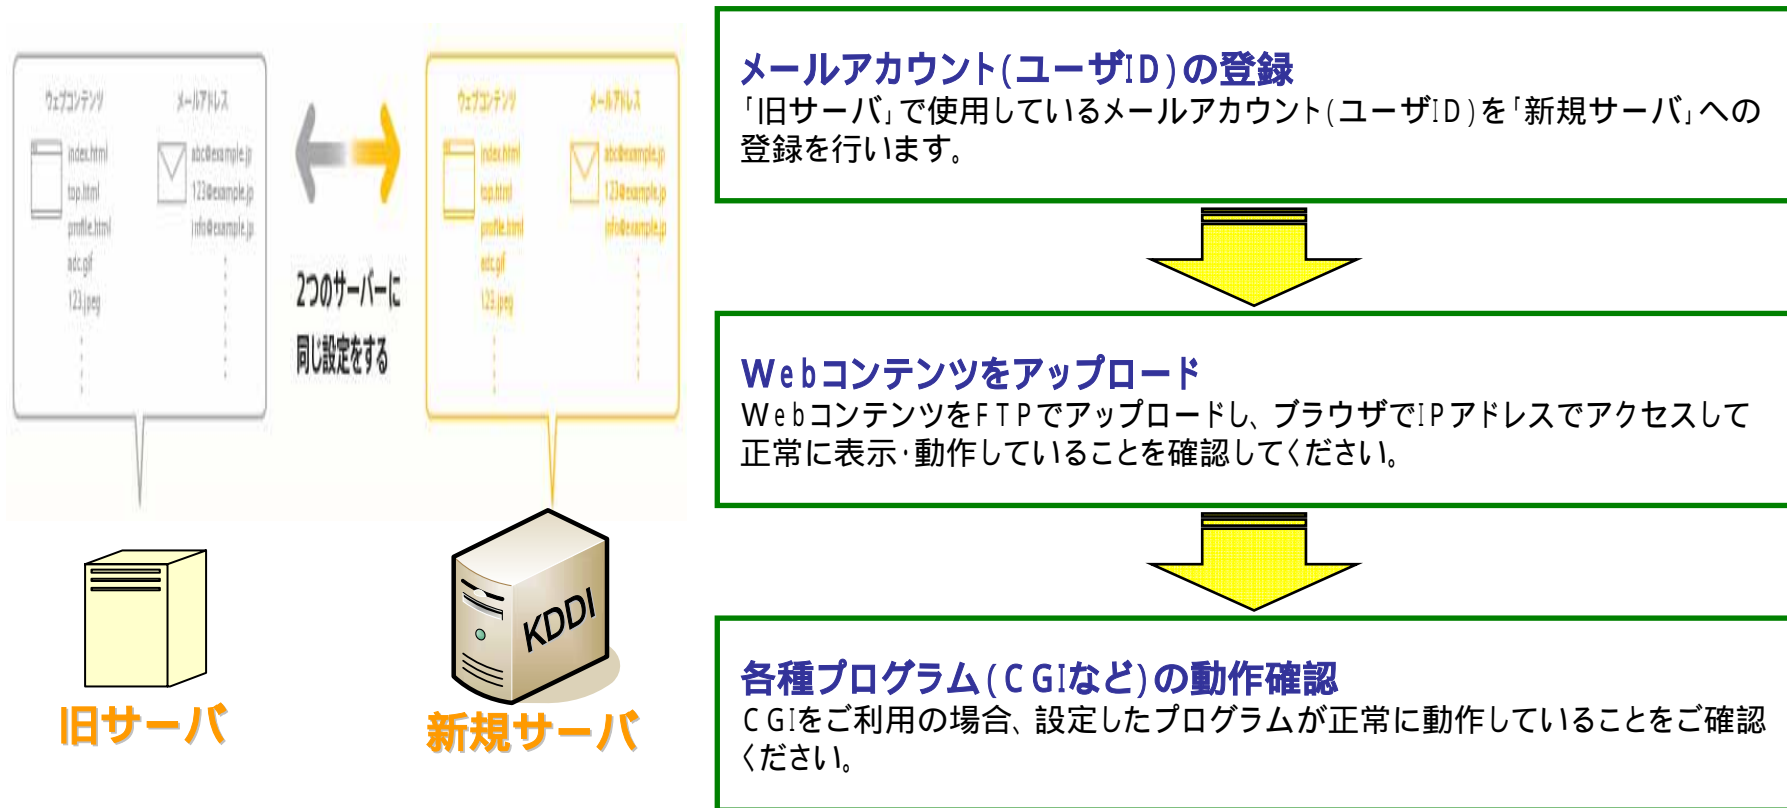 ウェブコンテンツ
index.html
top.html
profile.html
adc.gif
123.jpeg
メールアドレス
abc@example.jp
123@example.jp
info@example.jp
2つのサーバーに
同じ設定をする
ウェブコンテンツ
index.html
top.html
profile.html
adc.gif
123.jpeg
メールアドレス
abc@example.jp
123@example.jp
info@example.jp
旧サーバ
KDDI
新規サーバ
メールアカウント(ユーザID)の登録
「旧サーバ」で使用しているメールアカウント(ユーザID)を「新規サーバ」への
登録を行います。
Webコンテンツをアップロード
WebコンテンツをFTPでアップロードし、ブラウザでIPアドレスでアクセスして
正常に表示・動作していることを確認してください。
各種プログラム(CGIなど)の動作確認
CGIをご利用の場合、設定したプログラムが正常に動作していることをご確認
ください。